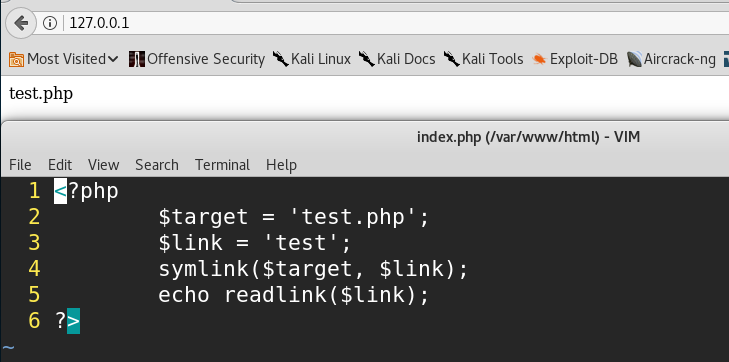 127.0.0.1
Most Visited Offensive Security Kali Linux Kali Docs Kali Tools Exploit-DB Aircrack-ng
test.php
index.php (/var/www/html) - VIM
File Edit View Search Terminal Help
1 <?php
2 $target = 'test.php';
3 $link = 'test';
4 symlink($target, $link);
5 echo readlink($link);
6 ?>
~